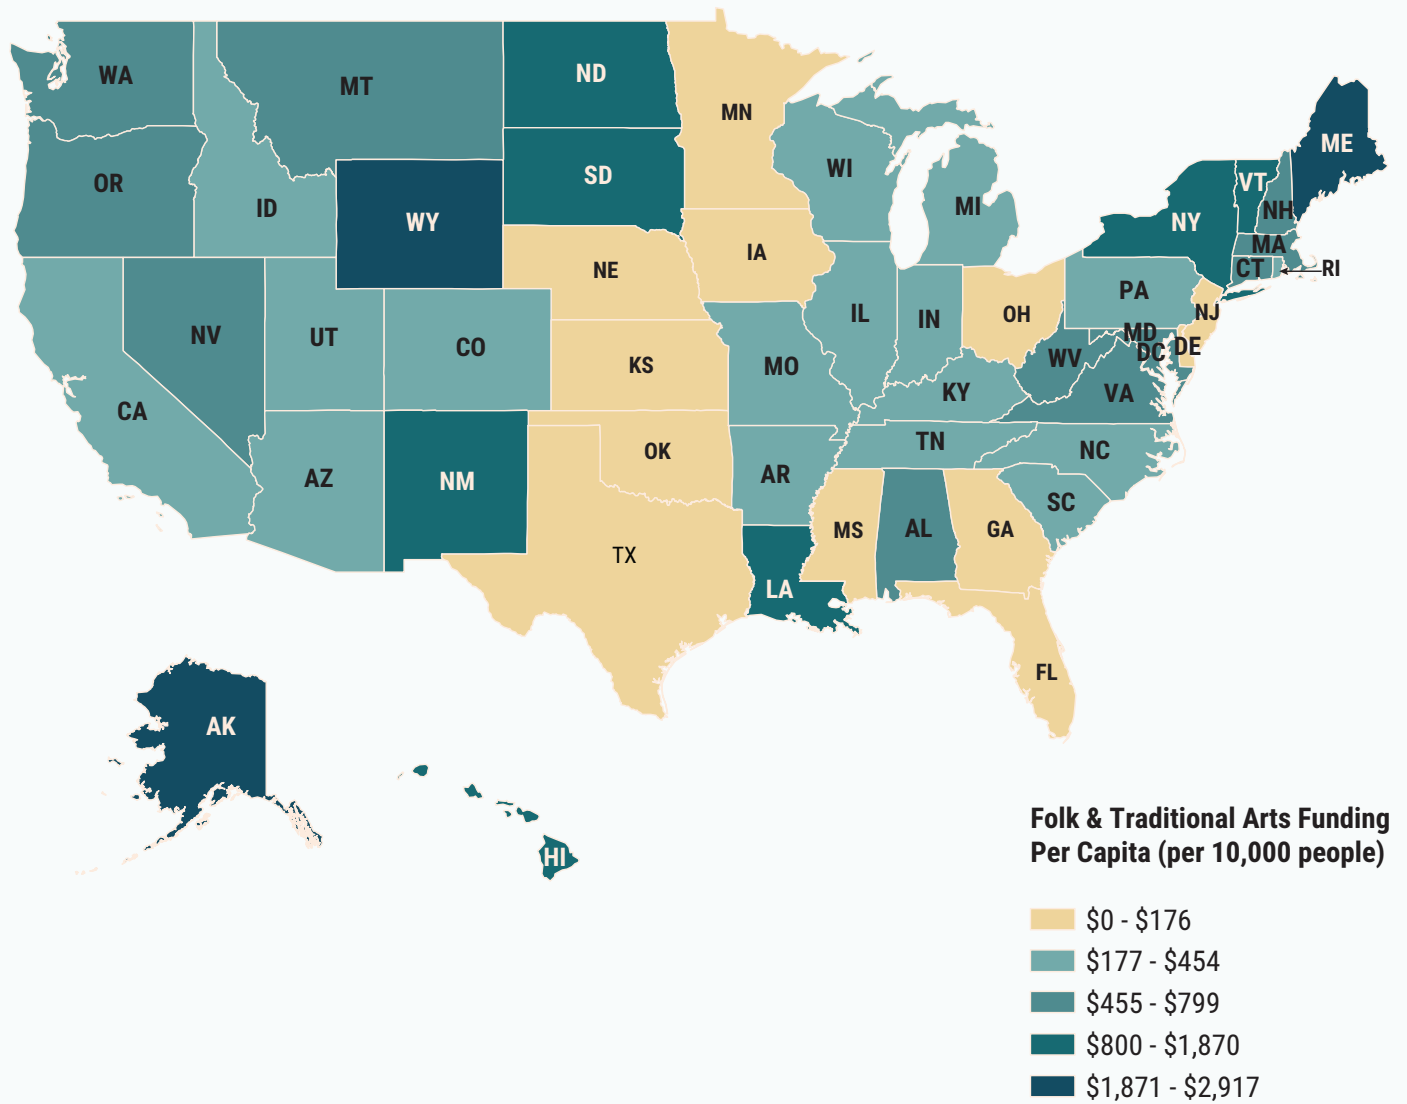 WA
MT
ND
MN
OR
ID
WY
SD
WI
MI
ME
VT
NH
NY
MA
CT
RI
NE
IA
PA
NJ
NV
UT
CO
IL
IN
OH
MD
DC
DE
WV
VA
CA
KS
MO
KY
AZ
NM
OK
AR
TN
NC
SC
TX
MS
AL
GA
LA
FL
AK
HI
Folk & Traditional Arts Funding
Per Capita (per 10,000 people)
$0 - $176
$177 - $454
$455 - $799
$800 - $1,870
$1,871 - $2,917